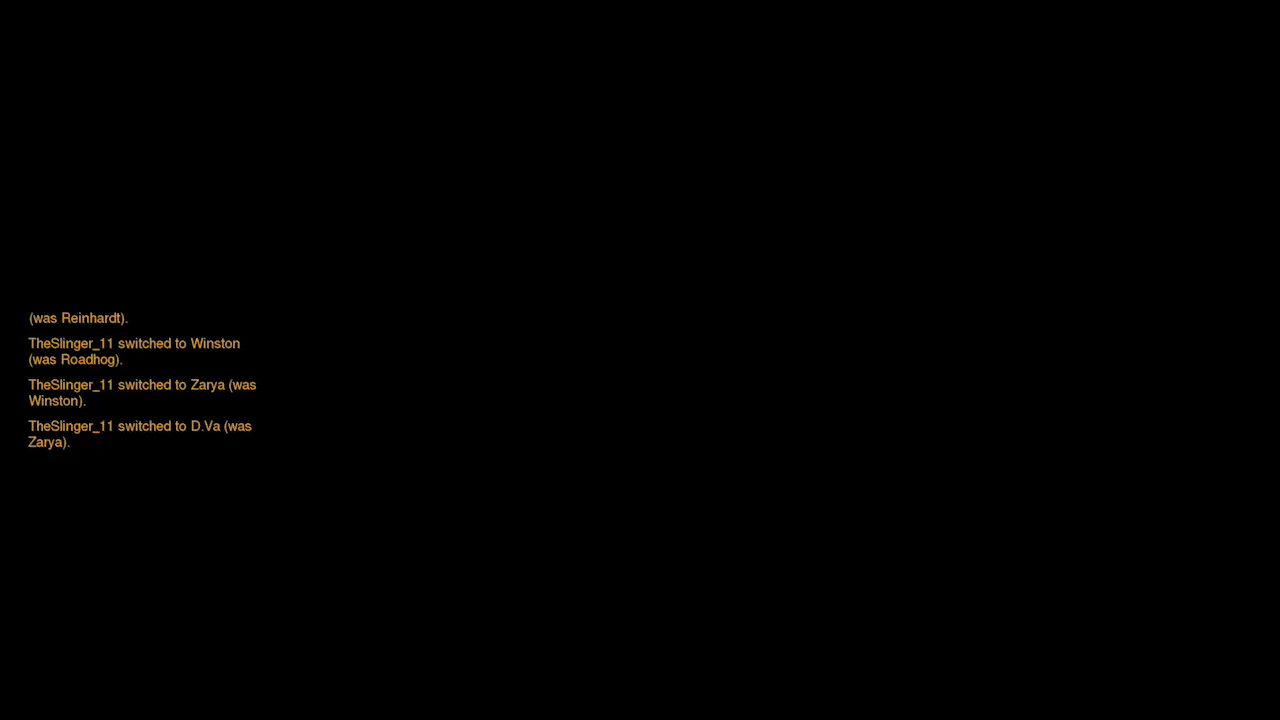 (was Reinhardt).
TheSlinger_11 switched to Winston
(was Roadhog).
TheSlinger_11 switched to Zarya (was
Winston).
TheSlinger_11 switched to D.Va (was
Zarya).